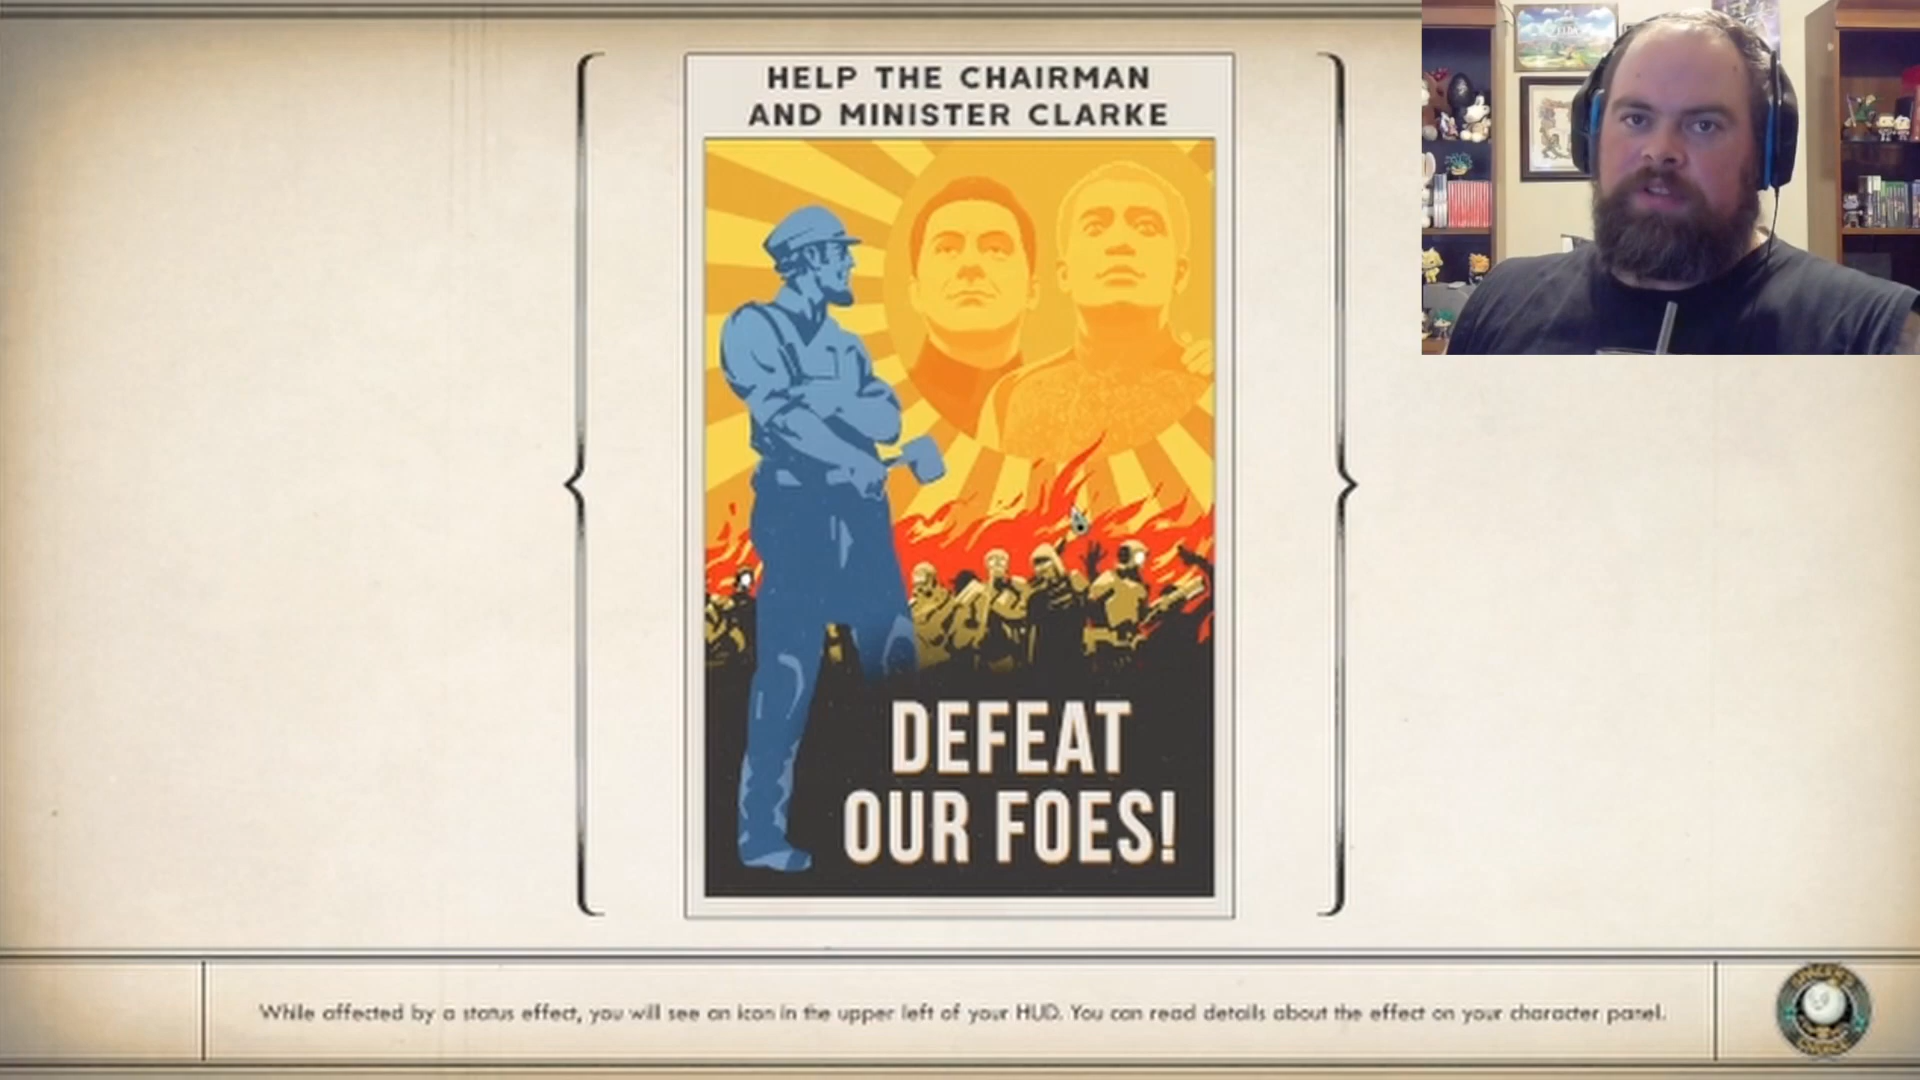 HELP THE CHAIRMAN
AND MINISTER CLARKE
DEFEAT
OUR FOES!
While affected by a status effect, you will see an icon in the upper left of your HUD. You can read details about the effect on your character panel.